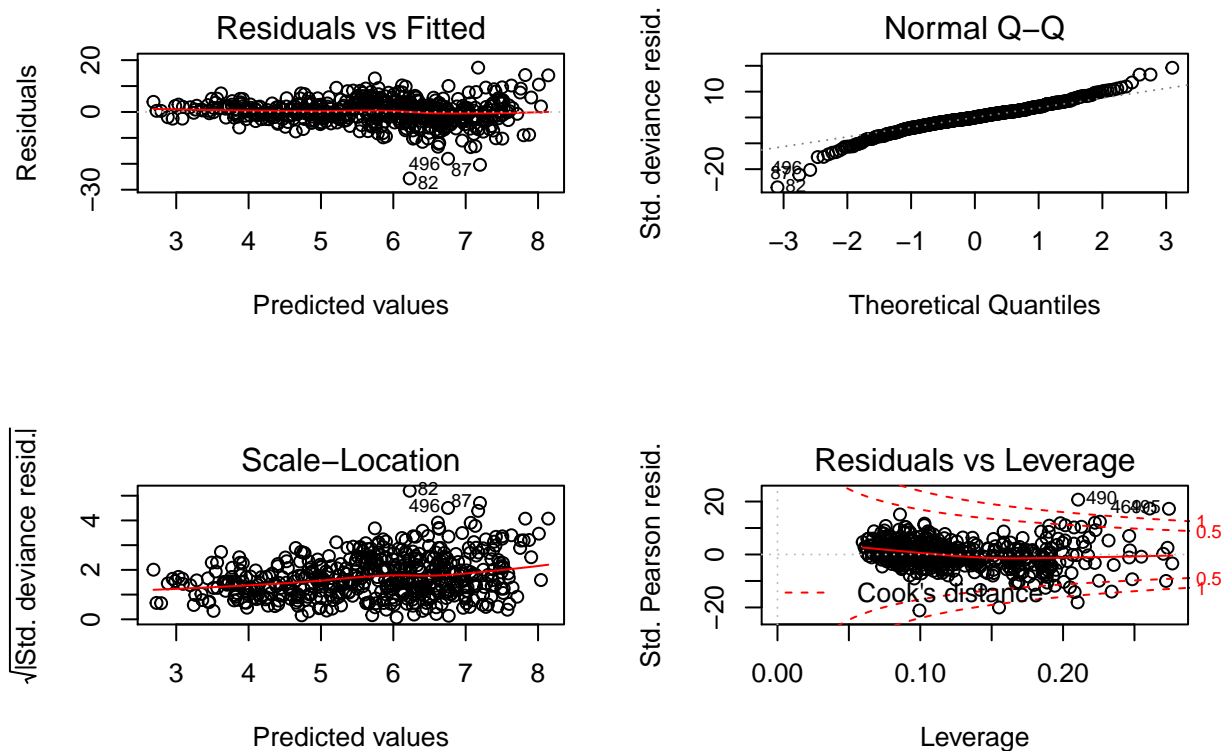 Residuals vs Fitted
Residuals
20
0
−30
496
87
82
3 4 5 6 7 8
Predicted values
Normal Q−Q
Std. deviance resid.
10
−20
496
87
82
−3 −2 −1 0 1 2 3
Theoretical Quantiles
Scale−Location
√|Std. deviance resid.|
4
2
0
82
496
87
3 4 5 6 7 8
Predicted values
Residuals vs Leverage
Std. Pearson resid.
20
0
−20
490
1
0.5
0.5
1
Cook's distance
0.00 0.10 0.20
Leverage